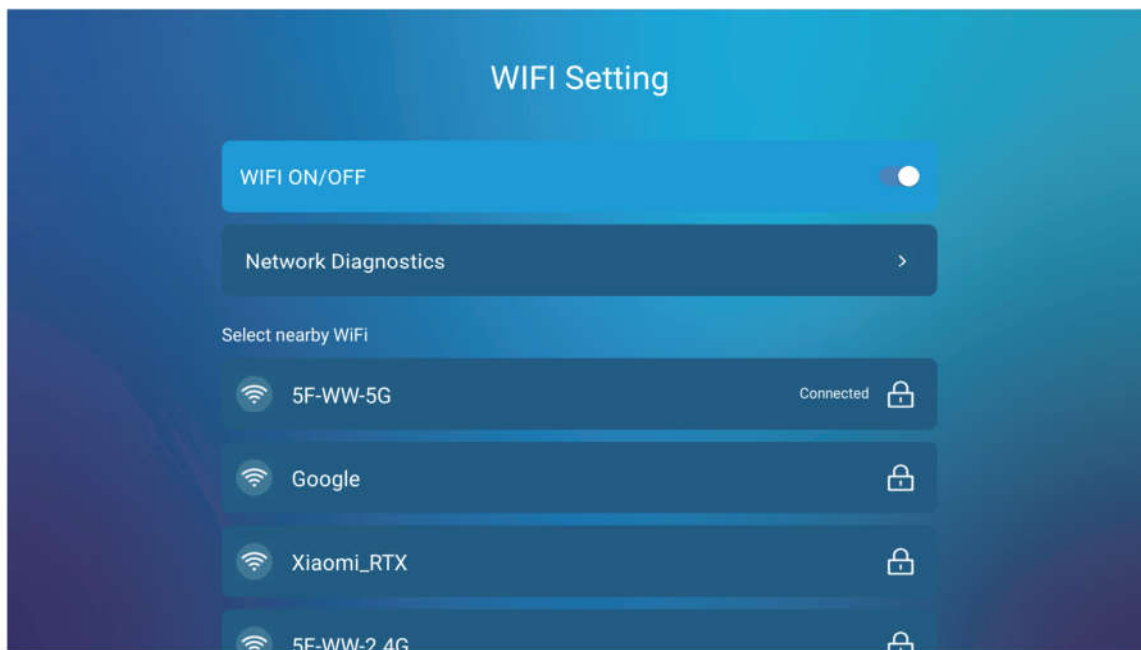 WIFI Setting
WIFI ON/OFF
Network Diagnostics
Select nearby WiFi
5F-WW-5G Connected
Google
Xiaomi_RTX
5F-WW-2.4G